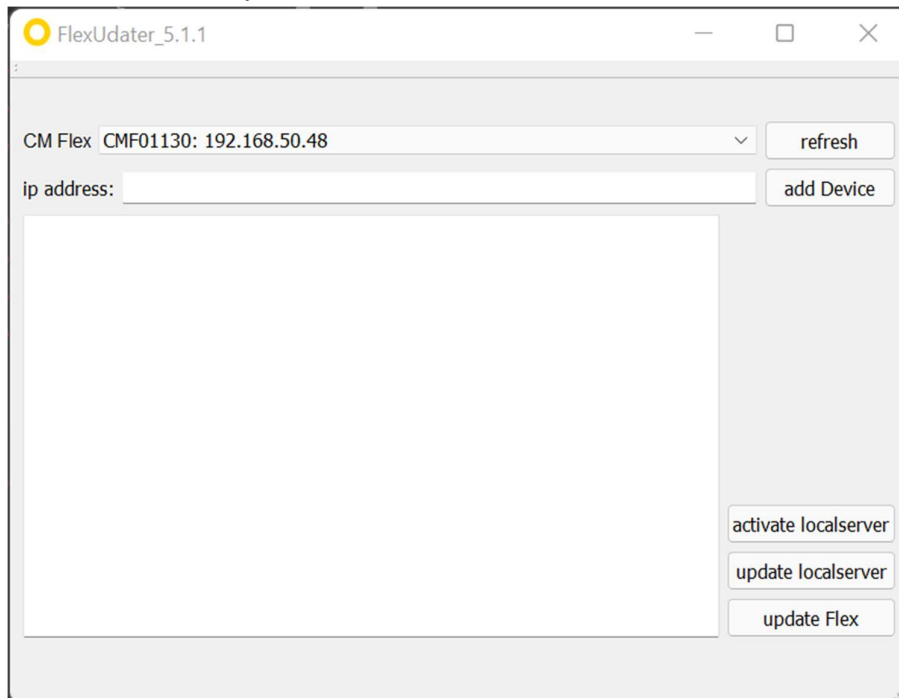 FlexUdater_5.1.1
CM Flex CMF01130: 192.168.50.48 refresh
ip address: add Device
activate localserver
update localserver
update Flex